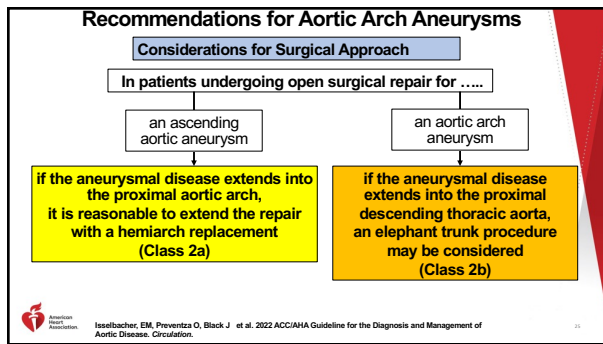 Recommendations for Aortic Arch Aneurysms
Considerations for Surgical Approach
In patients undergoing open surgical repair for …..
an ascending
aortic aneurysm
an aortic arch
aneurysm
if the aneurysmal disease extends into
the proximal aortic arch,
it is reasonable to extend the repair
with a hemiarch replacement
(Class 2a)
if the aneurysmal disease
extends into the proximal
descending thoracic aorta,
an elephant trunk procedure
may be considered
(Class 2b)
American
Heart
Association.
Isselbacher, EM, Preventza O, Black J et al. 2022 ACC/AHA Guideline for the Diagnosis and Management of
Aortic Disease. Circulation.